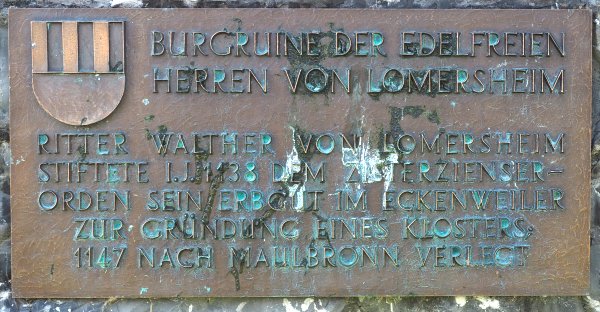 BURGRUINE DER EDELFREIEN
HERREN VON LOMERSHEIM
RITTER WALTHER VON LOMERSHEIM
STIFTETE I.J. 1138 DEM ZISTERZIENSER-
ORDEN SEIN ERBGUT IM ECKENWEILER
ZUR GRÜNDUNG EINES KLOSTERS;
1147 NACH MAULBRONN VERLEGT